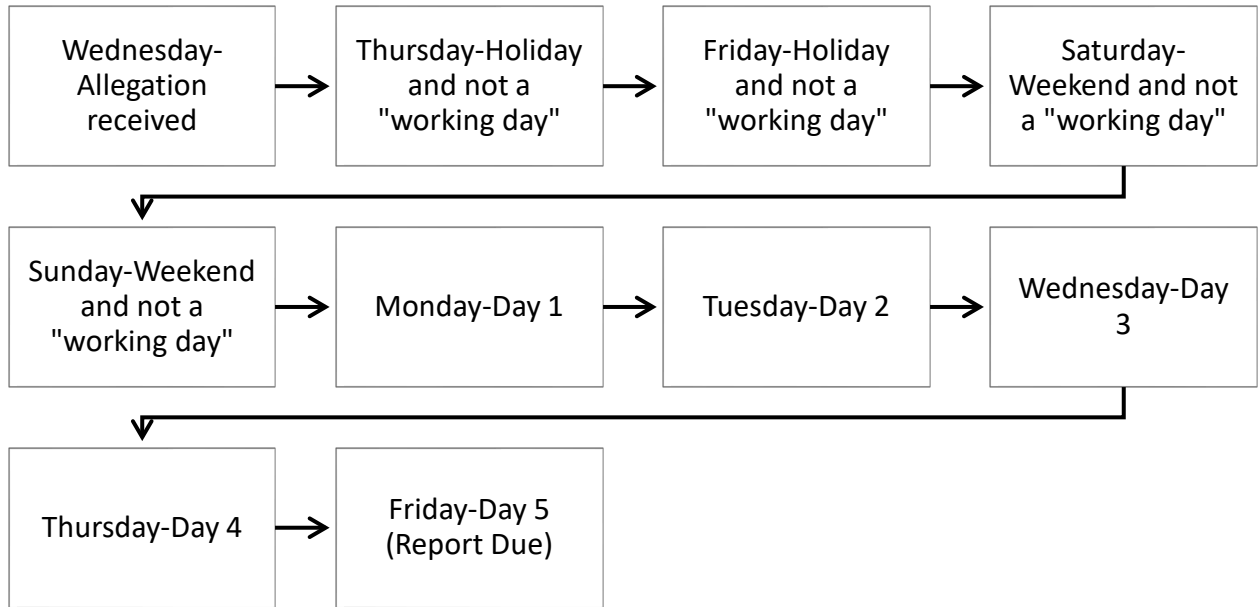 Wednesday-
Allegation
received
Thursday-Holiday
and not a
"working day"
Friday-Holiday
and not a
"working day"
Saturday-
Weekend and not
a "working day"
Sunday-Weekend
and not a
"working day"
Monday-Day 1
Tuesday-Day 2
Wednesday-Day
3
Thursday-Day 4
Friday-Day 5
(Report Due)